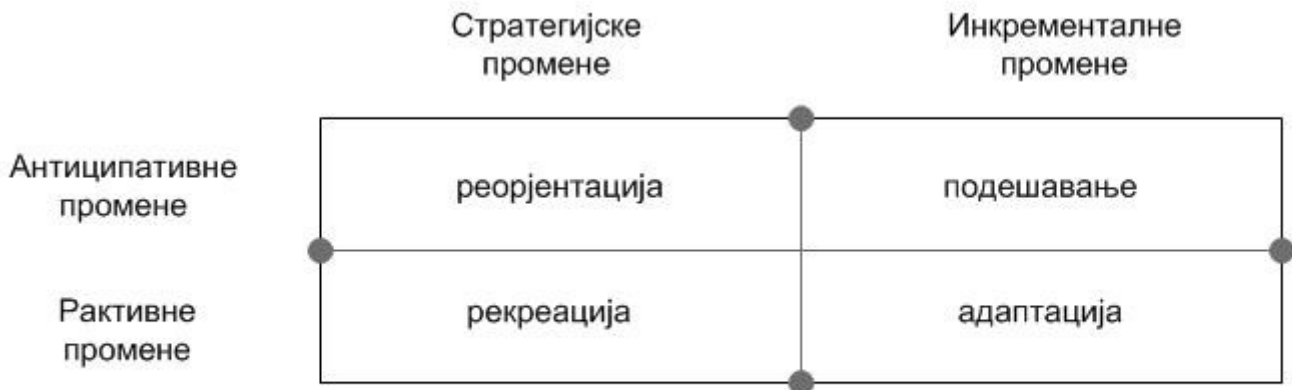 Стратегијске
промене
Инкременталне
промене
Антиципативне
промене
реорјентација
подешавање
Рактивне
промене
рекреација
адаптација